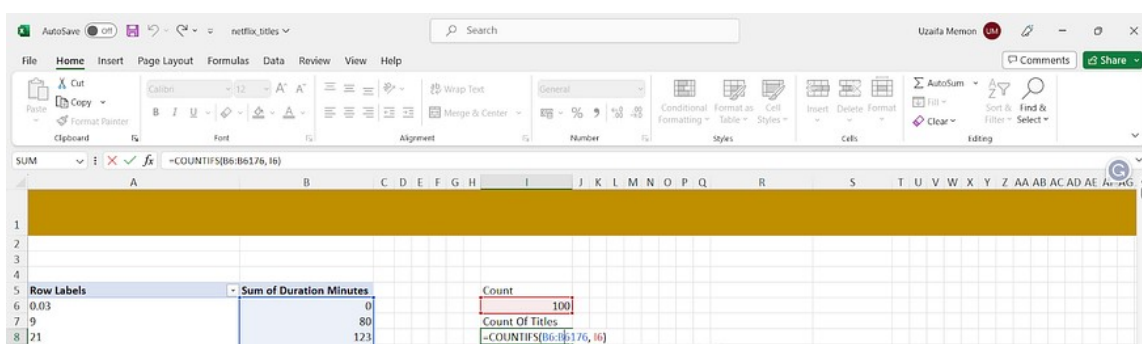 AutoSave Off netflix_titles Search Uzaifa Memon UM
File Home Insert Page Layout Formulas Data Review View Help Comments Share
Paste Cut Copy Format Painter Clipboard
Calibri 12 A A B I U A Font
Wrap Text Merge & Center Alignment
General % 9 Number
Conditional Formatting Format as Table Cell Styles Styles
Insert Delete Format Cells
AutoSum Fill Clear Sort & Filter Find & Select Editing
SUM fx =COUNTIFS(B6:B6176, I6)
A B C D E F G H I J K L M N O P Q R S T U V W X Y Z AA AB AC AD AE AF AG
1
2
3
4
5 Row Labels Sum of Duration Minutes Count
6 0.03 0 100
7 9 80 Count Of Titles
8 21 123 =COUNTIFS(B6:B6176, I6)